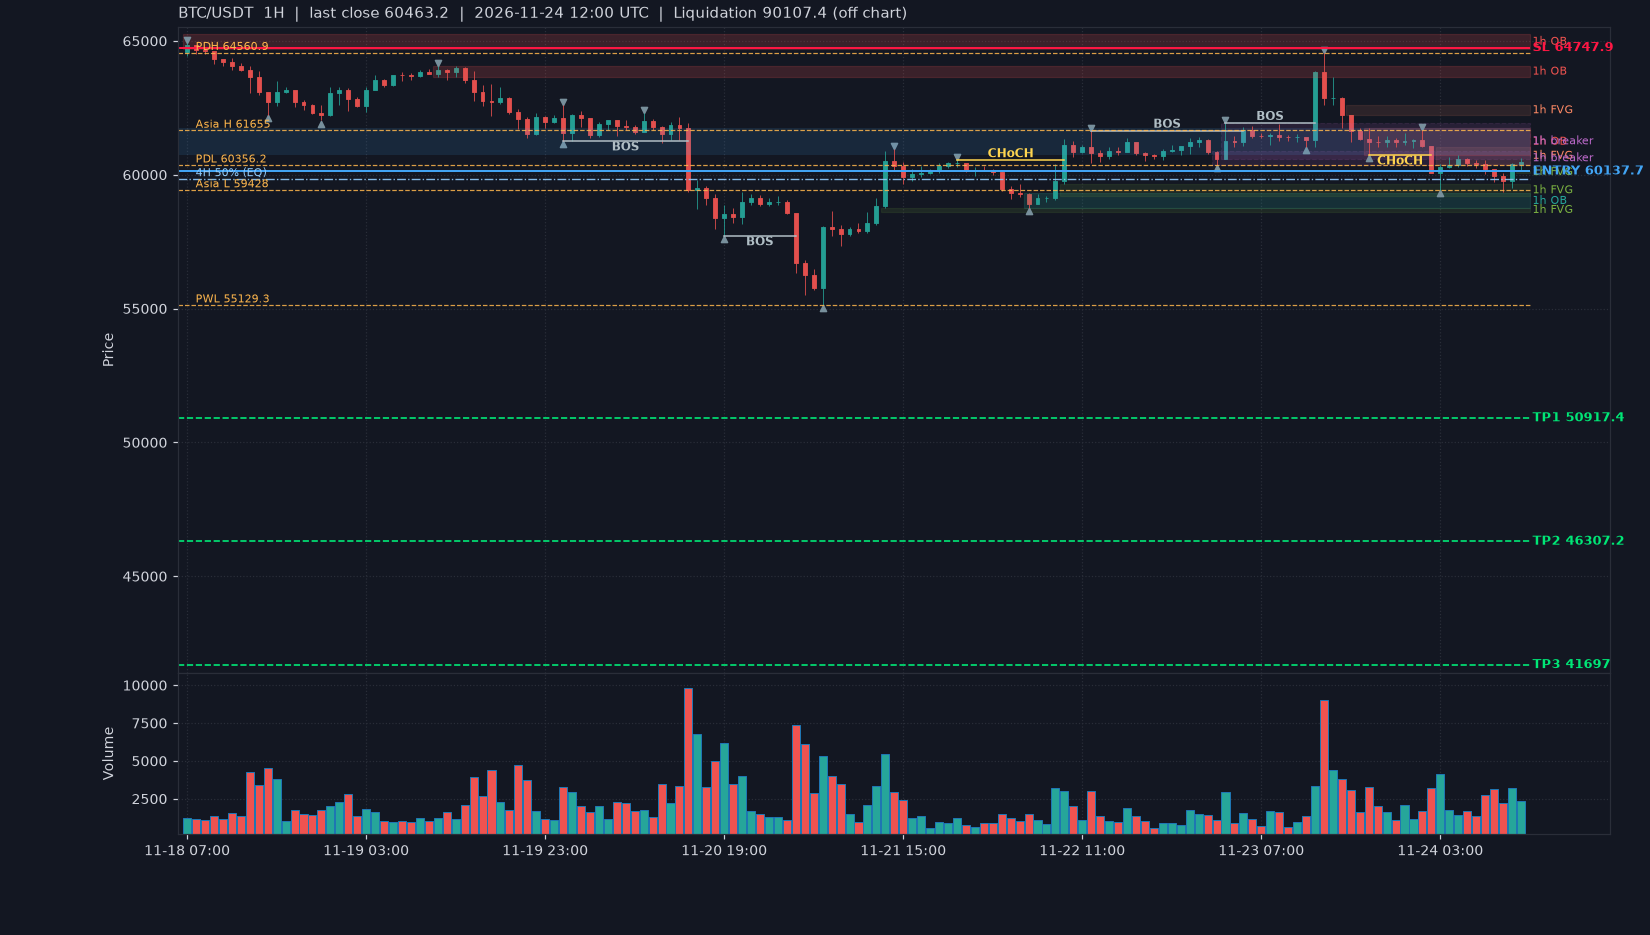 BTC/USDT 1H | last close 60463.2 | 2026-11-24 12:00 UTC | Liquidation 90107.4 (off chart)
65000
PDH 64560.9
1h OB
SL 64747.9
1h OB
1h FVG
BOS
BOS
Asia H 61655
BOS
1h breaker
CHoCH
CHoCH
1h FVG
1h breaker
PDL 60356.2
60000
4H 50% (EQ)
ENTRY 60137.7
Asia L 59428
1h FVG
1h OB
1h FVG
BOS
PWL 55129.3
55000
Price
TP1 50917.4
50000
TP2 46307.2
45000
TP3 41697
10000
7500
5000
2500
Volume
11-18 07:00
11-19 03:00
11-19 23:00
11-20 19:00
11-21 15:00
11-22 11:00
11-23 07:00
11-24 03:00